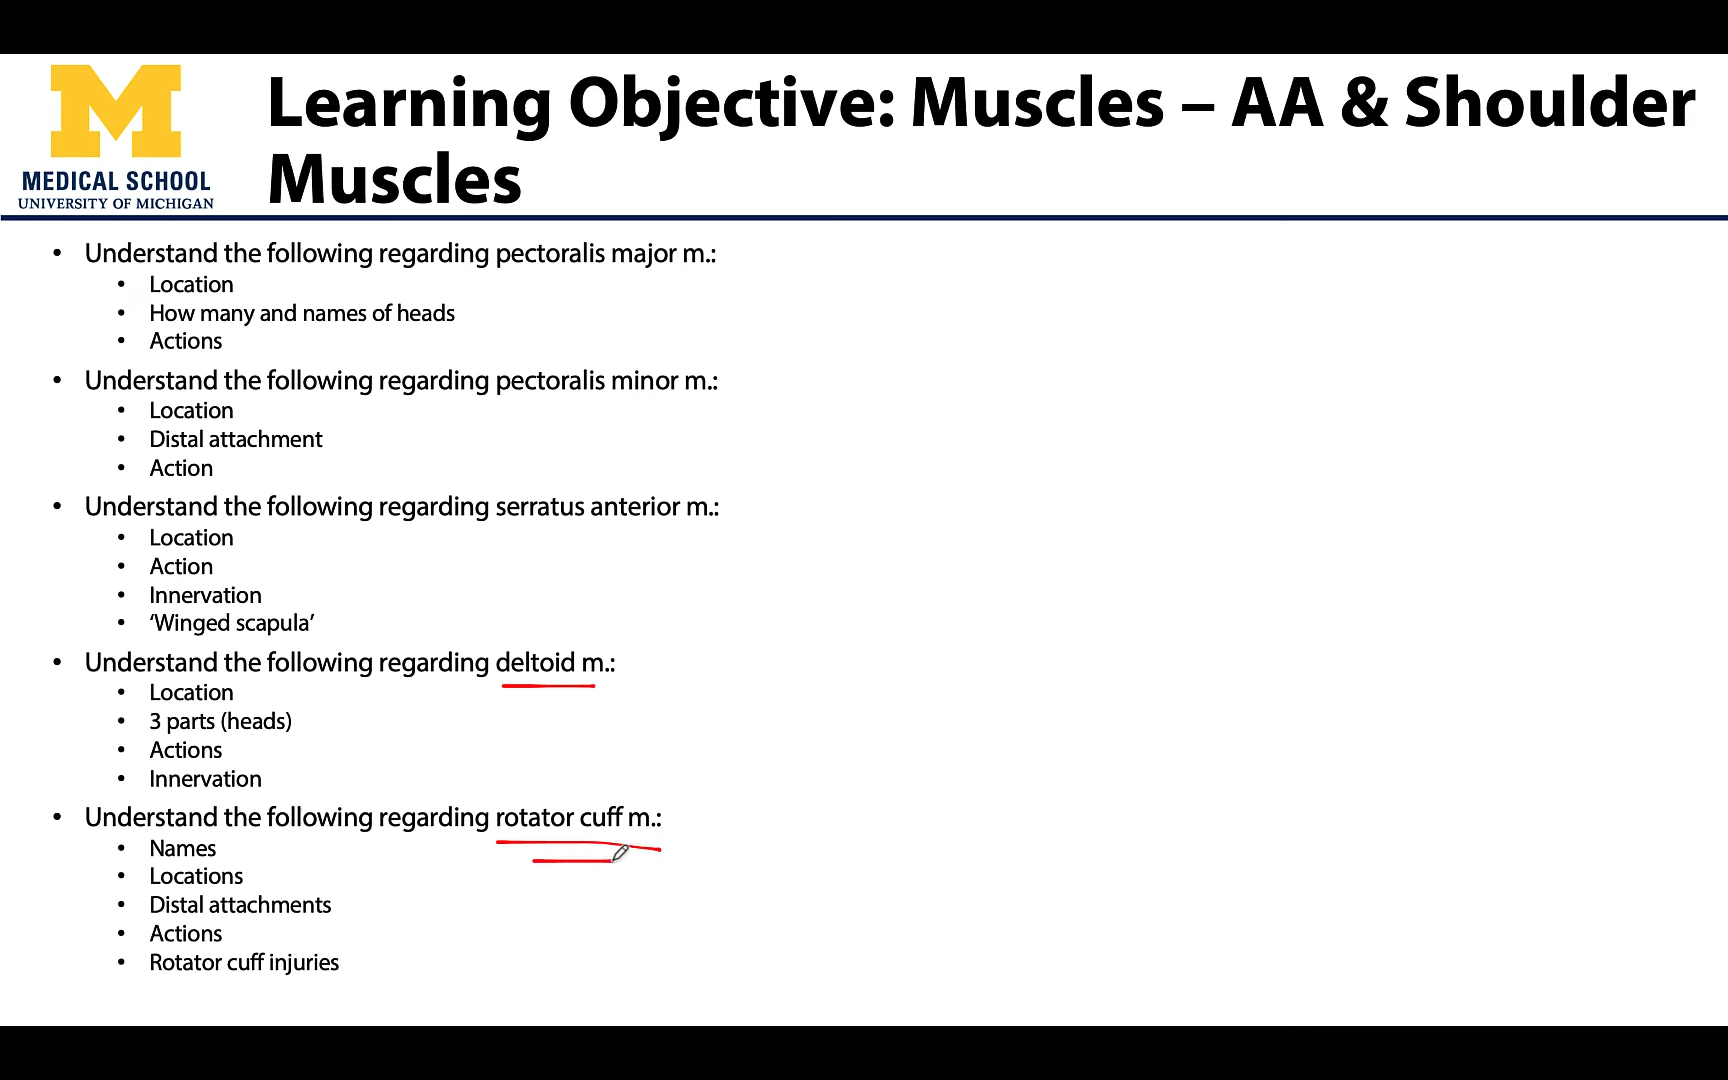 M
MEDICAL SCHOOL
UNIVERSITY OF MICHIGAN
Learning Objective: Muscles – AA & Shoulder
Muscles
• Understand the following regarding pectoralis major m.:
• Location
• How many and names of heads
• Actions
• Understand the following regarding pectoralis minor m.:
• Location
• Distal attachment
• Action
• Understand the following regarding serratus anterior m.:
• Location
• Action
• Innervation
• ‘Winged scapula’
• Understand the following regarding deltoid m.:
• Location
• 3 parts (heads)
• Actions
• Innervation
• Understand the following regarding rotator cuff m.:
• Names
• Locations
• Distal attachments
• Actions
• Rotator cuff injuries